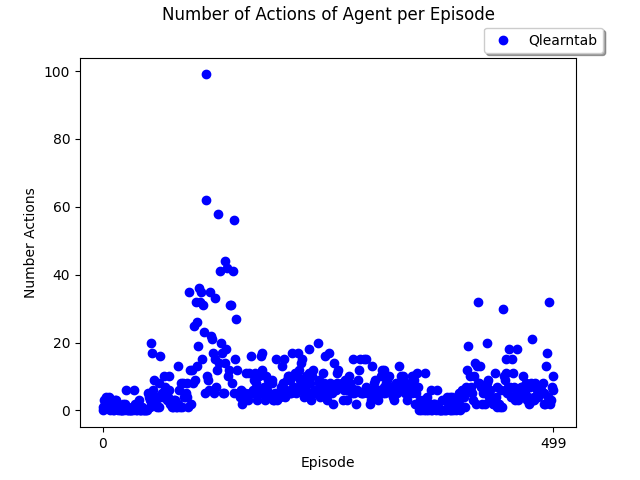 Number of Actions of Agent per Episode
Qlearntab
100
80
60
40
20
0
Number Actions
0
499
Episode